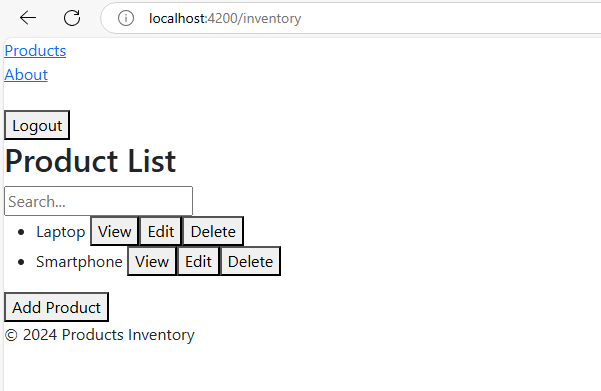 localhost:4200/inventory
Products
About
Logout
Product List
Search...
Laptop View Edit Delete
Smartphone View Edit Delete
Add Product
© 2024 Products Inventory